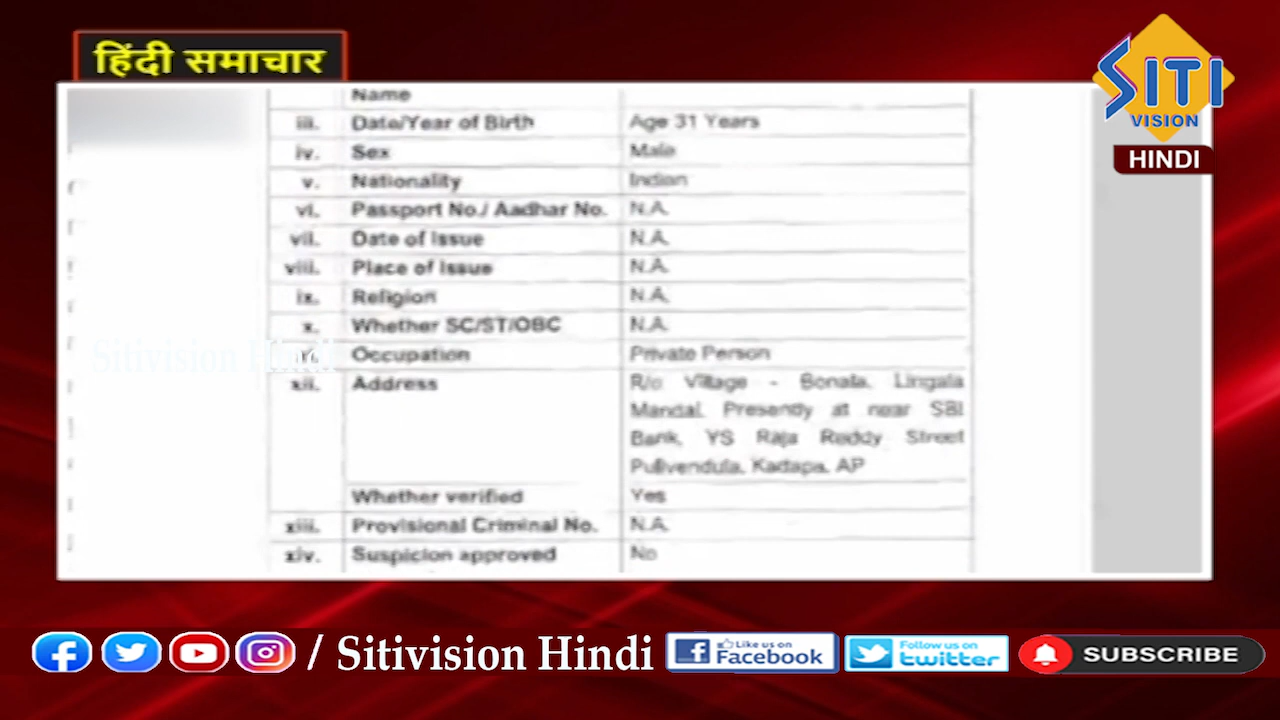 हिंदी समाचार
SITI
VISION
HINDI
Name
iii. Date/Year of Birth Age 31 Years
iv. Sex Male
v. Nationality Indian
vi. Passport No./ Aadhar No. N.A.
vii. Date of Issue N.A.
viii. Place of Issue N.A.
ix. Religion N.A.
x. Whether SC/ST/OBC N.A.
Sitivision Hindi
Occupation Private Person
xii. Address R/o Village - Bonala, Lingala
Mandal, Presently at near SBI
Bank, YS Raja Reddy Street
Pulivendula, Kadapa, AP
Whether verified Yes
xiii. Provisional Criminal No. N.A.
xiv. Suspicion approved No
/ Sitivision Hindi
Like us on
Facebook
Follow us on
twitter
SUBSCRIBE